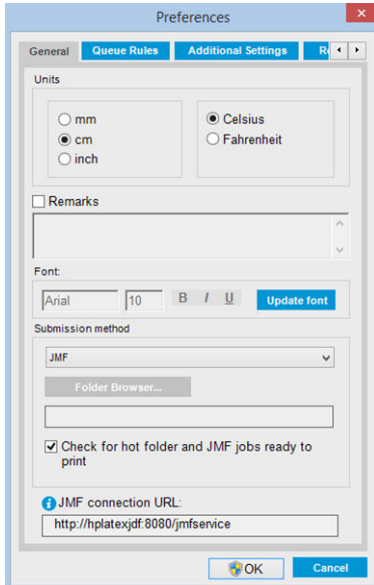 Preferences
General Queue Rules Additional Settings
Units
mm
cm
inch
Celsius
Fahrenheit
Remarks
Font:
Arial 10 B I U Update font
Submission method
JMF
Folder Browser...
Check for hot folder and JMF jobs ready to
print
JMF connection URL:
http://hplatexjdf:8080/jmfservice
OK Cancel